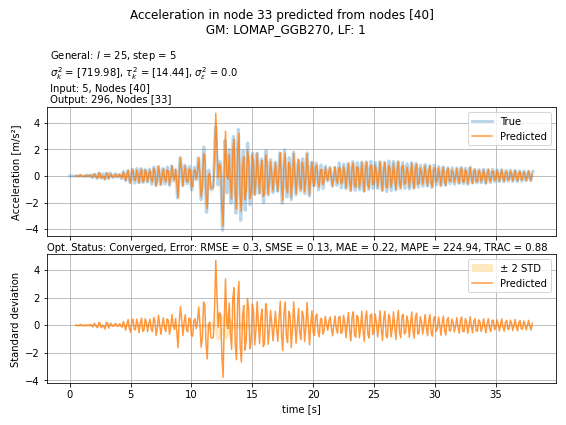 Acceleration in node 33 predicted from nodes [40]
GM: LOMAP_GGB270, LF: 1
General: l = 25, step = 5
σ²ₖ = [719.98], τ²ₖ = [14.44], σ²_ε = 0.0
Input: 5, Nodes [40]
Output: 296, Nodes [33]
Acceleration [m/s²]
4
2
0
−2
−4
True
Predicted
Opt. Status: Converged, Error: RMSE = 0.3, SMSE = 0.13, MAE = 0.22, MAPE = 224.94, TRAC = 0.88
Standard deviation
4
2
0
−2
−4
± 2 STD
Predicted
0 5 10 15 20 25 30 35
time [s]